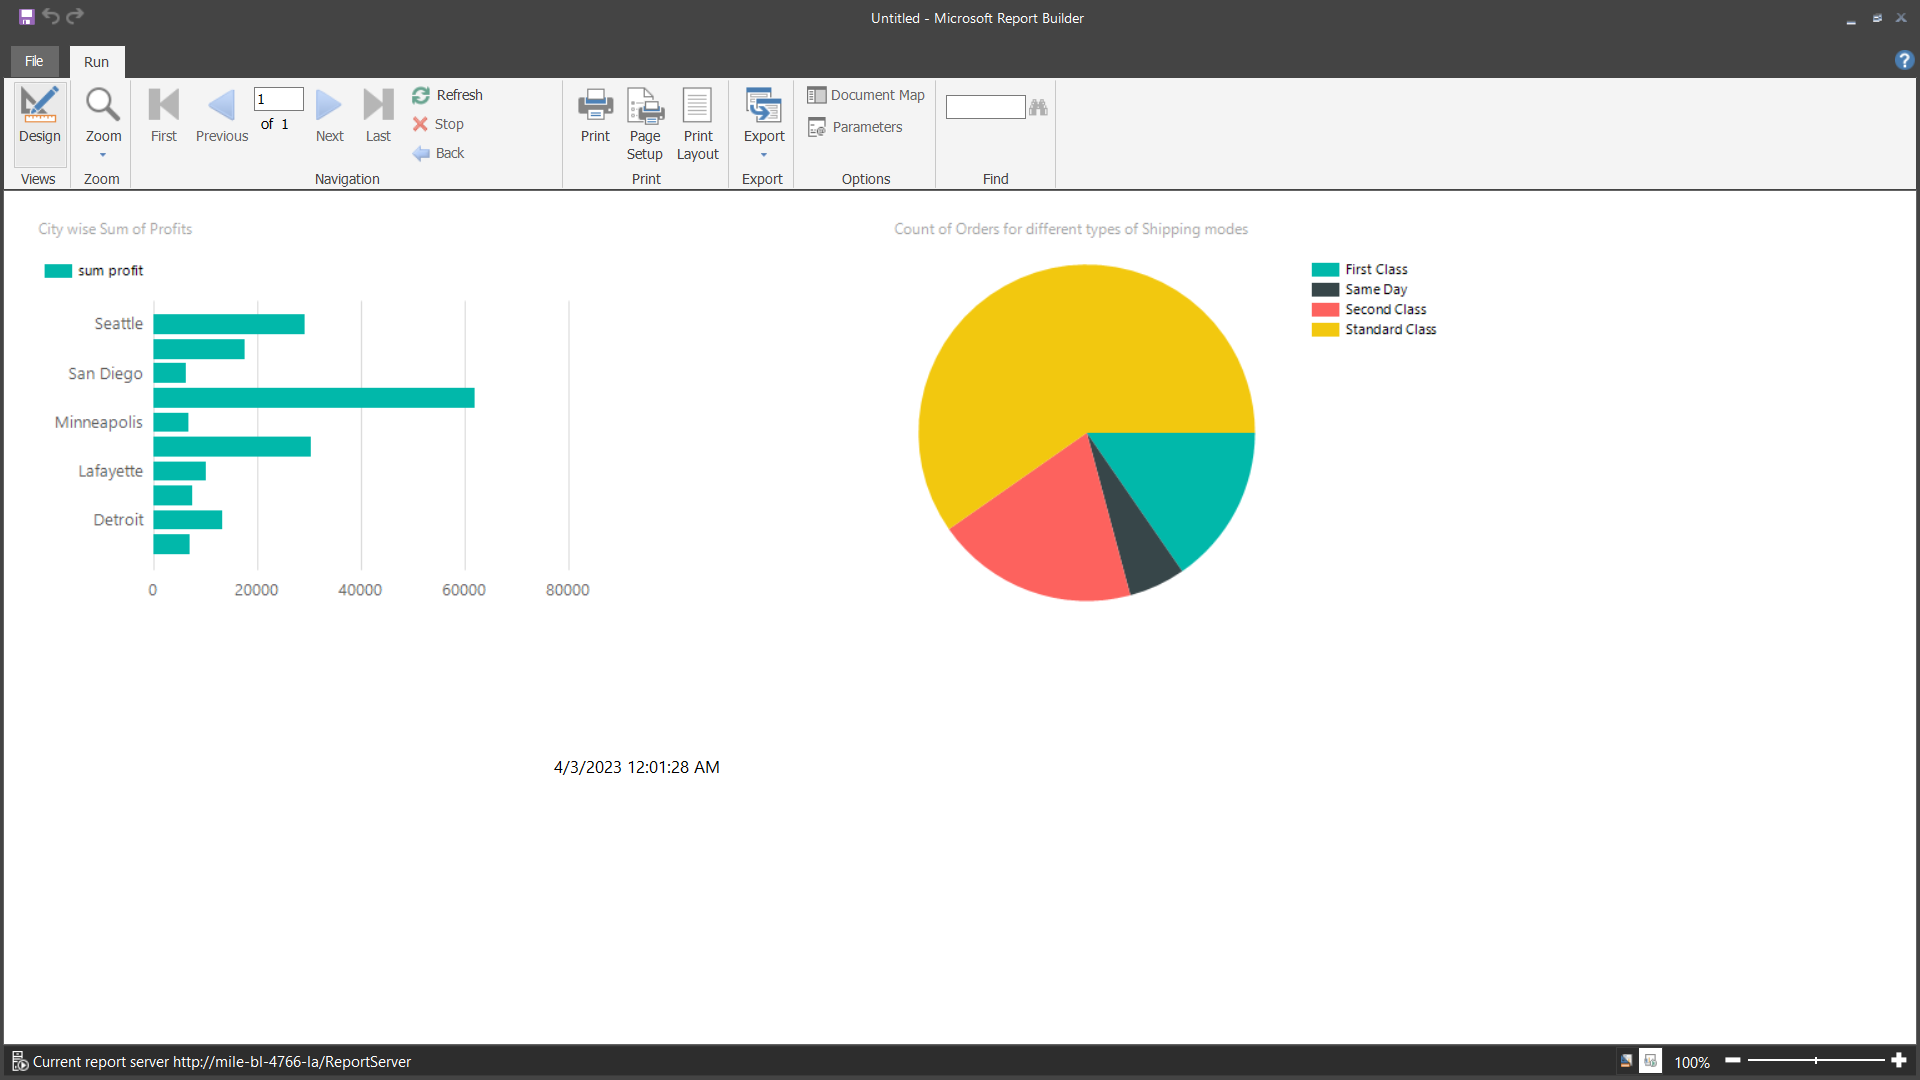 Untitled - Microsoft Report Builder
File
Run
Design
Views
Zoom
Zoom
First
Previous
1
of 1
Next
Last
Refresh
Stop
Back
Navigation
Print
Page Setup
Print Layout
Print
Export
Export
Document Map
Parameters
Options
Find
City wise Sum of Profits
sum profit
Seattle
San Diego
Minneapolis
Lafayette
Detroit
0 20000 40000 60000 80000
Count of Orders for different types of Shipping modes
First Class
Same Day
Second Class
Standard Class
4/3/2023 12:01:28 AM
Current report server http://mile-bl-4766-la/ReportServer
100%